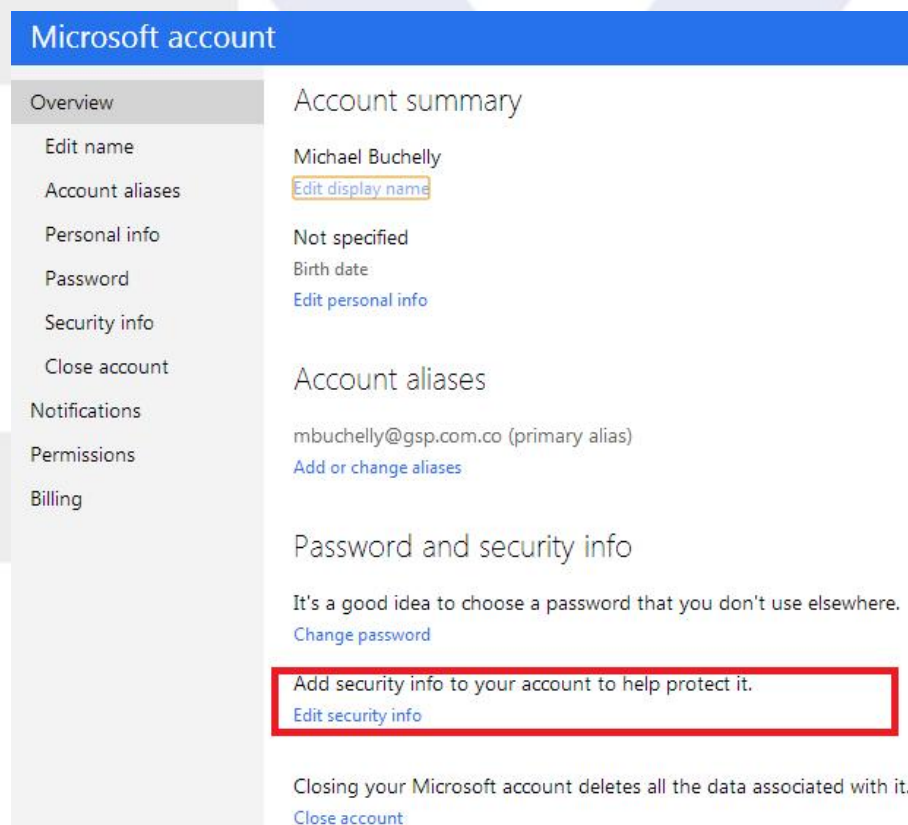 Microsoft account
Overview
Edit name
Account aliases
Personal info
Password
Security info
Close account
Notifications
Permissions
Billing
Account summary
Michael Buchelly
Edit display name
Not specified
Birth date
Edit personal info
Account aliases
mbuchelly@gsp.com.co (primary alias)
Add or change aliases
Password and security info
It's a good idea to choose a password that you don't use elsewhere.
Change password
Add security info to your account to help protect it.
Edit security info
Closing your Microsoft account deletes all the data associated with it.
Close account